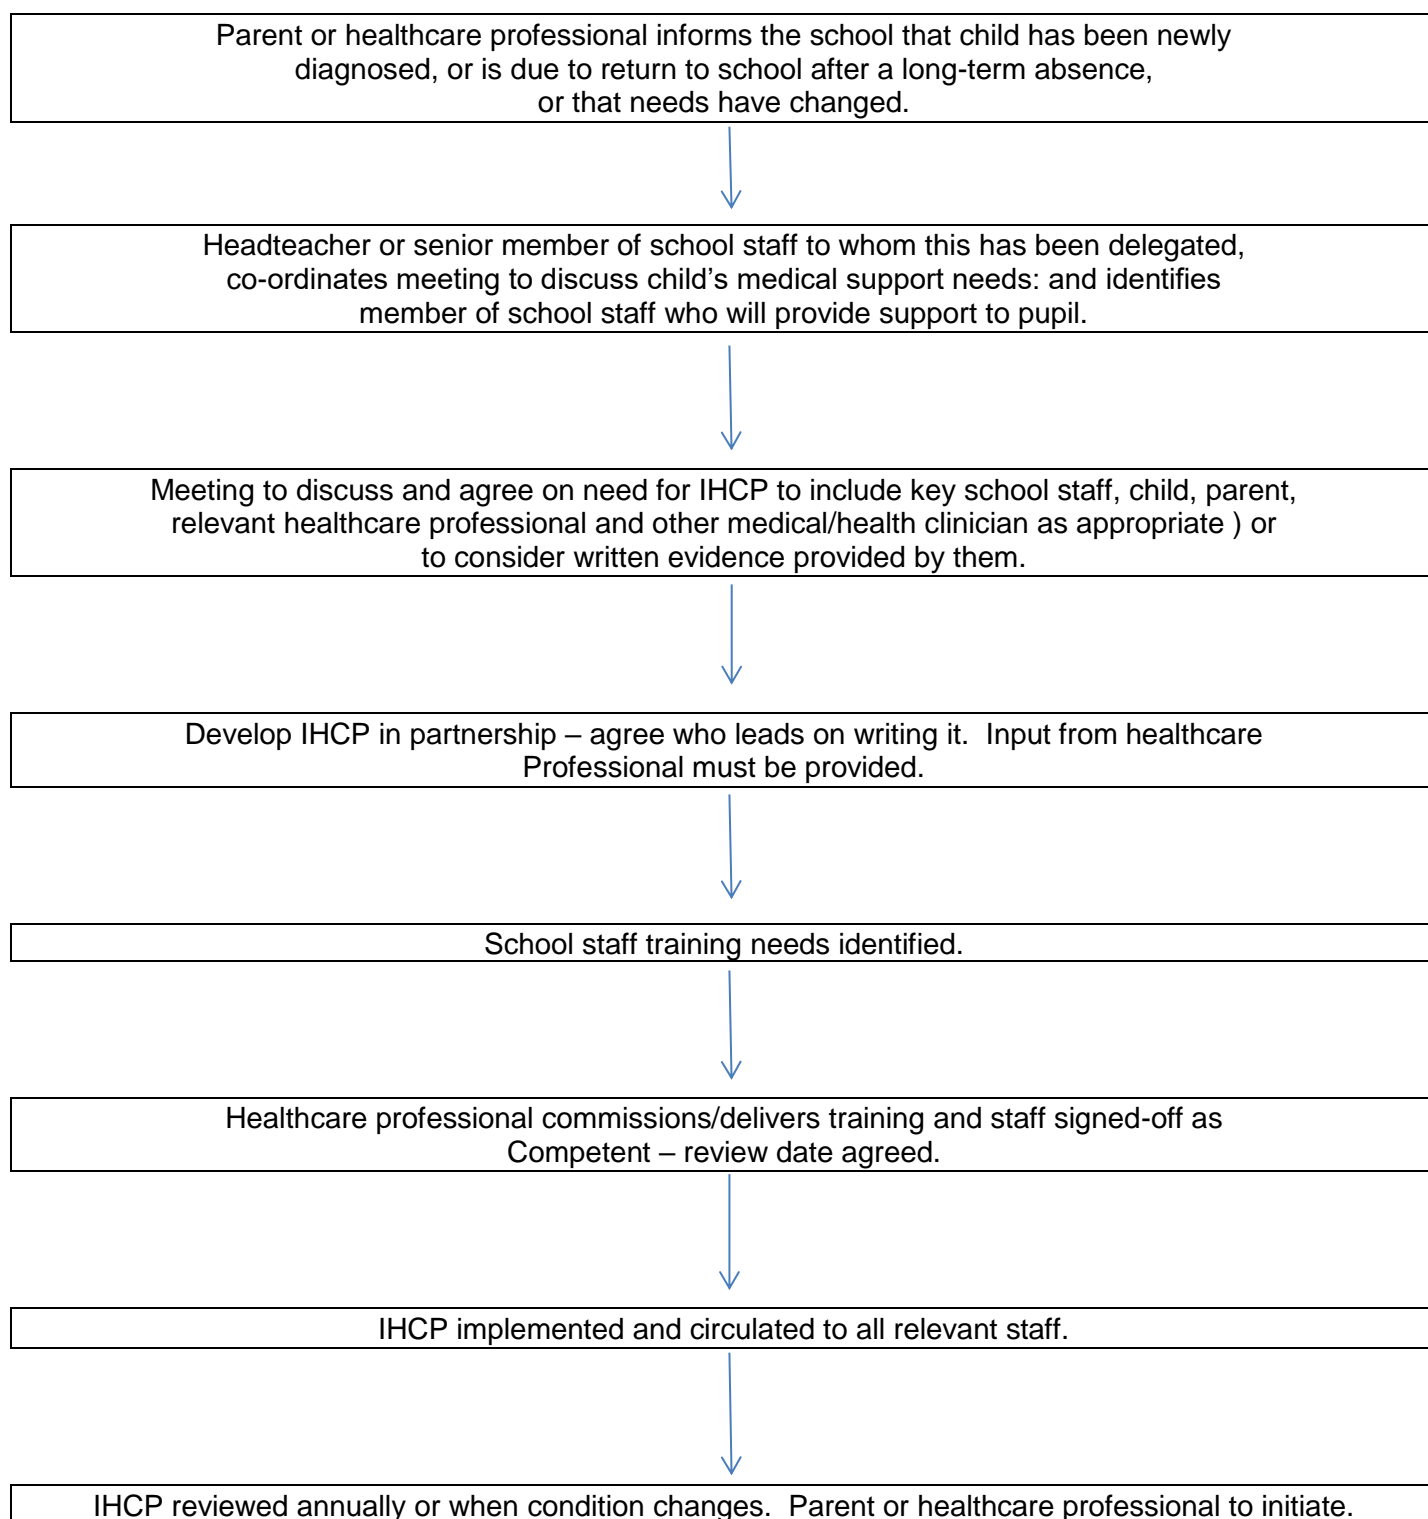 Parent or healthcare professional informs the school that child has been newly
diagnosed, or is due to return to school after a long-term absence,
or that needs have changed.
Headteacher or senior member of school staff to whom this has been delegated,
co-ordinates meeting to discuss child’s medical support needs: and identifies
member of school staff who will provide support to pupil.
Meeting to discuss and agree on need for IHCP to include key school staff, child, parent,
relevant healthcare professional and other medical/health clinician as appropriate ) or
to consider written evidence provided by them.
Develop IHCP in partnership – agree who leads on writing it.  Input from healthcare
Professional must be provided.
School staff training needs identified.
Healthcare professional commissions/delivers training and staff signed-off as
Competent – review date agreed.
IHCP implemented and circulated to all relevant staff.
IHCP reviewed annually or when condition changes.  Parent or healthcare professional to initiate.